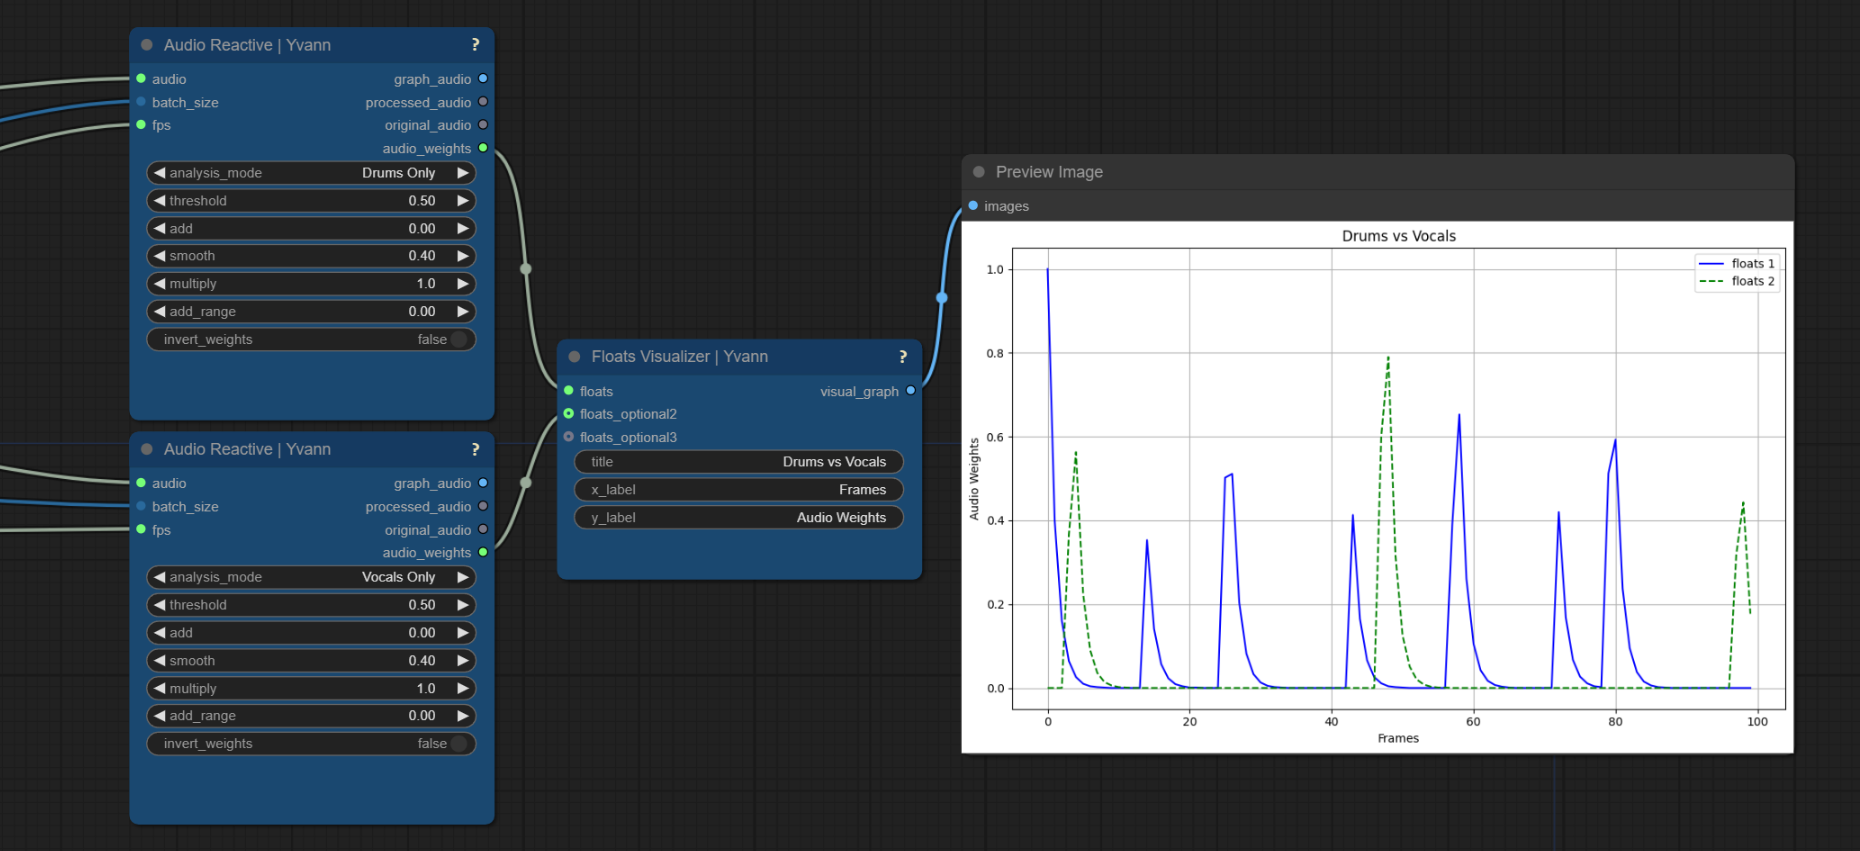 Audio Reactive | Yvann ?
audio graph_audio
batch_size processed_audio
fps original_audio
audio_weights
analysis_mode Drums Only
threshold 0.50
add 0.00
smooth 0.40
multiply 1.0
add_range 0.00
invert_weights false
Audio Reactive | Yvann ?
audio graph_audio
batch_size processed_audio
fps original_audio
audio_weights
analysis_mode Vocals Only
threshold 0.50
add 0.00
smooth 0.40
multiply 1.0
add_range 0.00
invert_weights false
Floats Visualizer | Yvann ?
floats visual_graph
floats_optional2
floats_optional3
title Drums vs Vocals
x_label Frames
y_label Audio Weights
Preview Image
images
Drums vs Vocals
floats 1
floats 2
Audio Weights
1.0
0.8
0.6
0.4
0.2
0.0
0 20 40 60 80 100
Frames